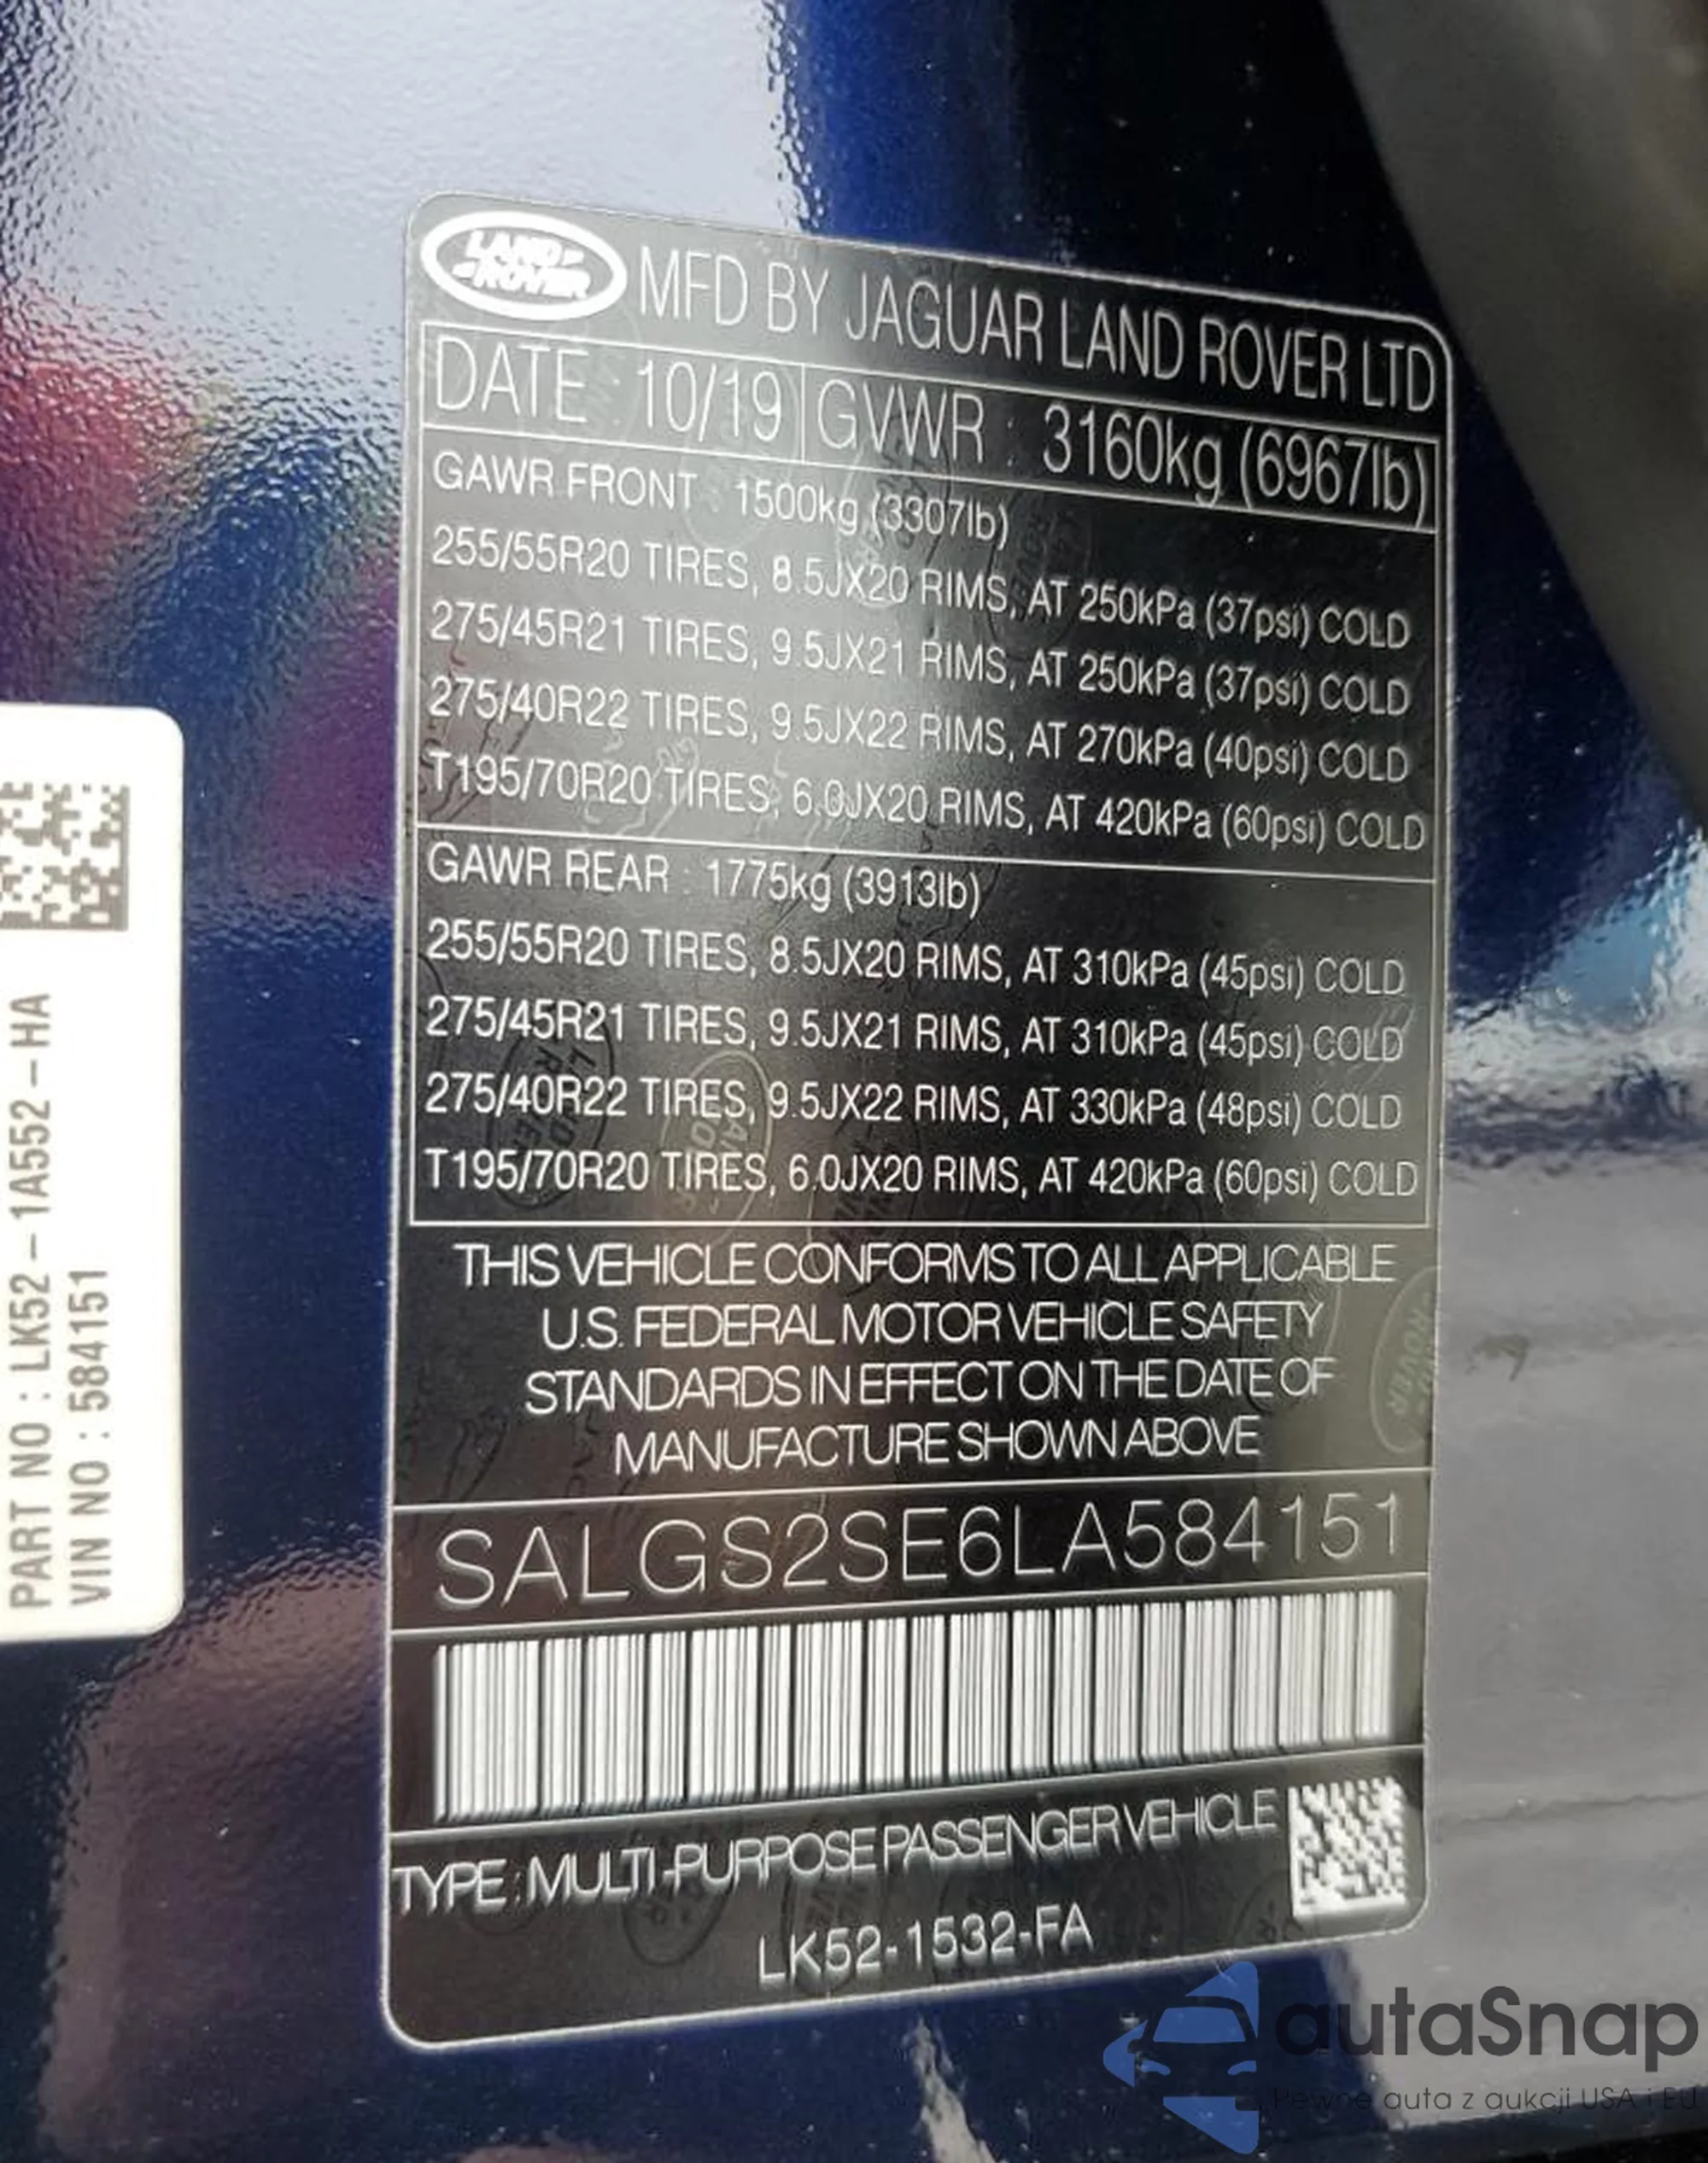 LAND
ROVER
MFD BY JAGUAR LAND ROVER LTD
DATE : 10/19 GVWR : 3160kg (6967lb)
GAWR FRONT : 1500kg (3307lb)
255/55R20 TIRES, 8.5JX20 RIMS, AT 250kPa (37psi) COLD
275/45R21 TIRES, 9.5JX21 RIMS, AT 250kPa (37psi) COLD
275/40R22 TIRES, 9.5JX22 RIMS, AT 270kPa (40psi) COLD
T195/70R20 TIRES, 6.0JX20 RIMS, AT 420kPa (60psi) COLD
GAWR REAR : 1775kg (3913lb)
255/55R20 TIRES, 8.5JX20 RIMS, AT 310kPa (45psi) COLD
275/45R21 TIRES, 9.5JX21 RIMS, AT 310kPa (45psi) COLD
275/40R22 TIRES, 9.5JX22 RIMS, AT 330kPa (48psi) COLD
T195/70R20 TIRES, 6.0JX20 RIMS, AT 420kPa (60psi) COLD
THIS VEHICLE CONFORMS TO ALL APPLICABLE
U.S. FEDERAL MOTOR VEHICLE SAFETY
STANDARDS IN EFFECT ON THE DATE OF
MANUFACTURE SHOWN ABOVE
SALGS2SE6LA584151
TYPE : MULTI-PURPOSE PASSENGER VEHICLE
LK52-1532-FA
PART NO : LK52-1A552-HA
VIN NO : 584151
autaSnap
Pewne auta z aukcji USA i EU